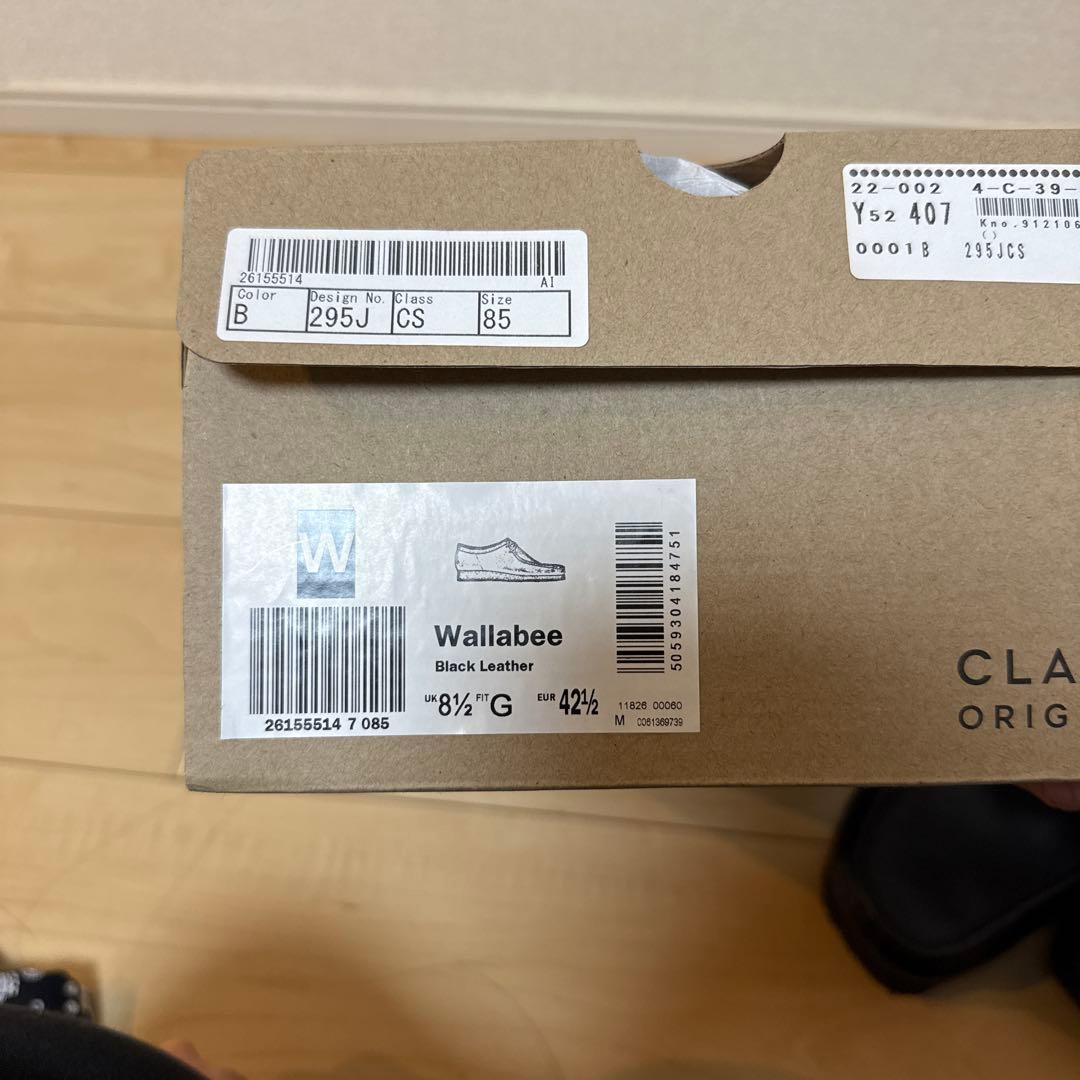 26155514 AI
Color Design No. Class Size
B 295J CS 85
22-002 4-C-39-
Y52 407
Kno.912106
()
0001B 295JCS
W
Wallabee
Black Leather
UK 8½ FIT G EUR 42½
26155514 7 085
5059304184751
11826 00060
M 0061369739
CLA
ORIG